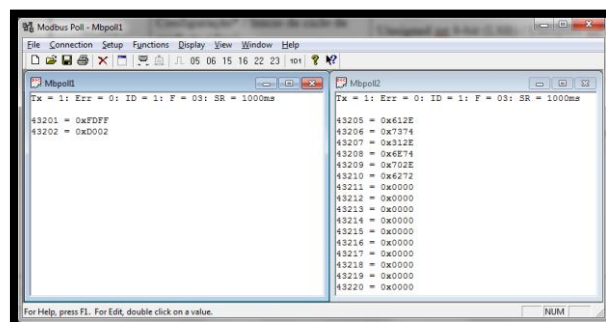 Modbus Poll - Mbpoll1
File Connection Setup Functions Display View Window Help
05 06 15 16 22 23 101
Mbpoll1
Tx = 1: Err = 0: ID = 1: F = 03: SR = 1000ms
43201 = 0xFDFF
43202 = 0xD002
Mbpoll2
Tx = 1: Err = 0: ID = 1: F = 03: SR = 1000ms
43205 = 0x612E
43206 = 0x7374
43207 = 0x312E
43208 = 0x6E74
43209 = 0x702E
43210 = 0x6272
43211 = 0x0000
43212 = 0x0000
43213 = 0x0000
43214 = 0x0000
43215 = 0x0000
43216 = 0x0000
43217 = 0x0000
43218 = 0x0000
43219 = 0x0000
43220 = 0x0000
For Help, press F1. For Edit, double click on a value.
NUM